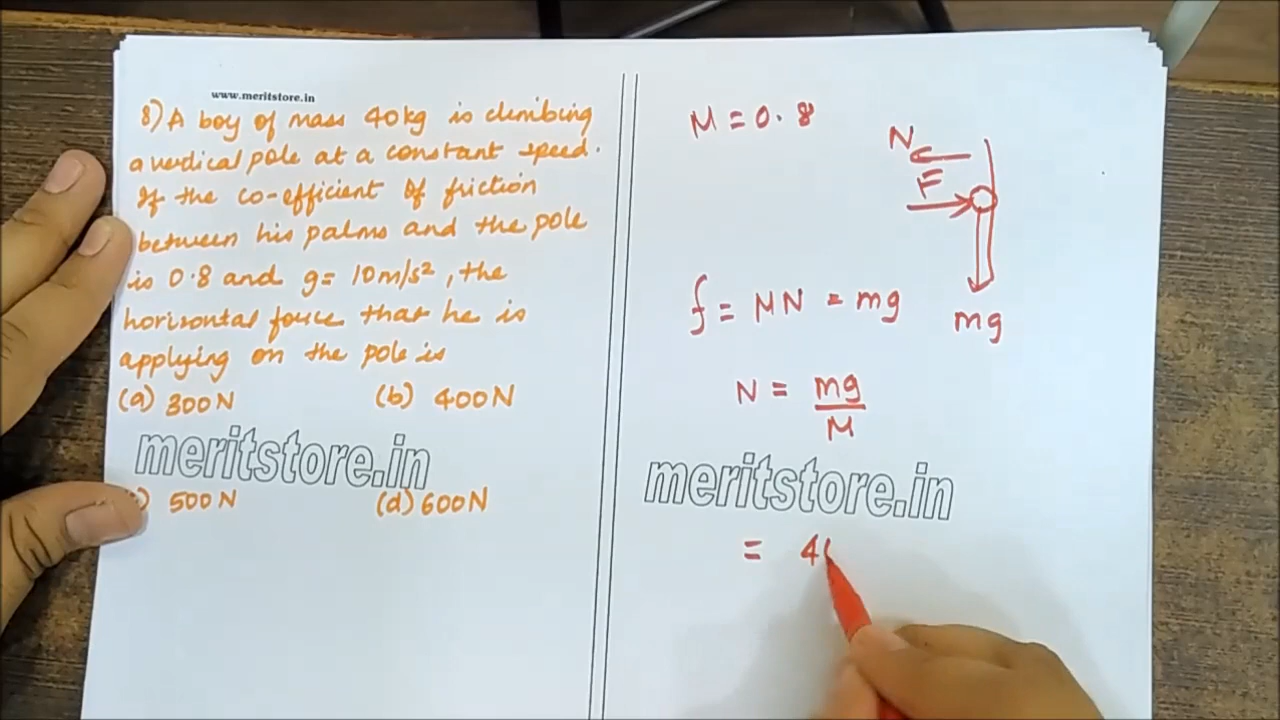 www.meritstore.in
8) A boy of mass 40kg is climbing
a vertical pole at a constant speed.
If the co-efficient of friction
between his palms and the pole
is 0.8 and g= 10m/s², the
horizontal force that he is
applying on the pole is
(a) 300N (b) 400N
meritstore.in
) 500N (d) 600N
μ = 0.8
N
F
mg
f = μN = mg
N = mg
μ
meritstore.in
= 40